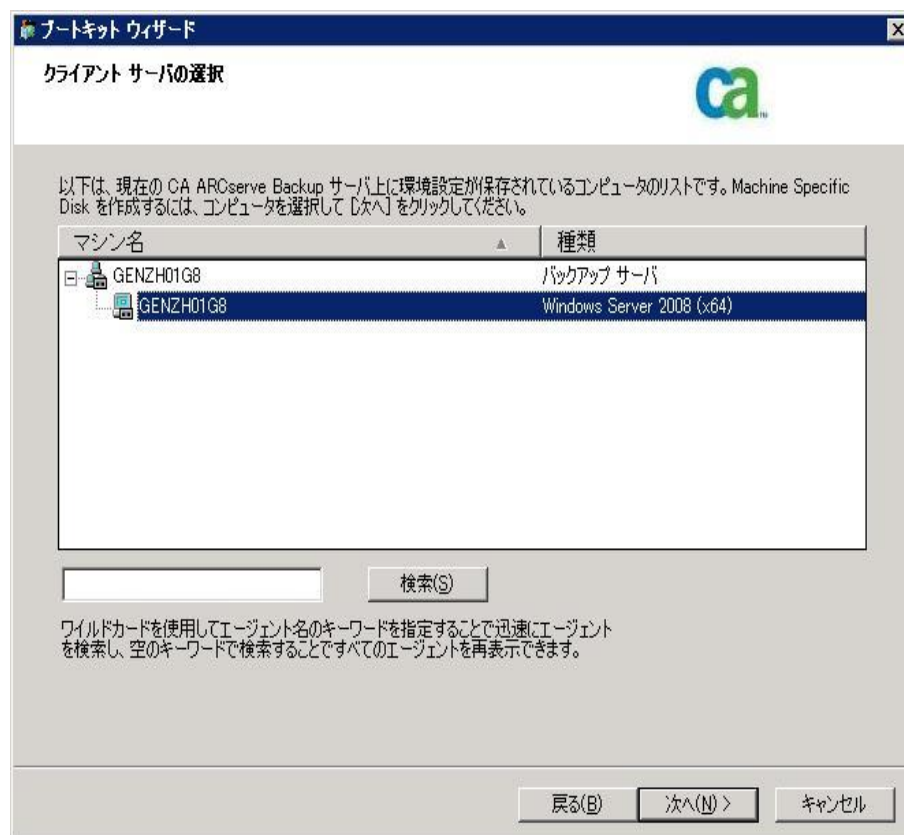 ブートキット ウィザード
クライアント サーバの選択
ca
以下は、現在の CA ARCserve Backup サーバ上に環境設定が保存されているコンピュータのリストです。Machine Specific
Disk を作成するには、コンピュータを選択して [次へ] をクリックしてください。
マシン名 種類
GENZH01G8 バックアップ サーバ
GENZH01G8 Windows Server 2008 (x64)
検索(S)
ワイルドカードを使用してエージェント名のキーワードを指定することで迅速にエージェント
を検索し、空のキーワードで検索することですべてのエージェントを再表示できます。
戻る(B) 次へ(N) > キャンセル